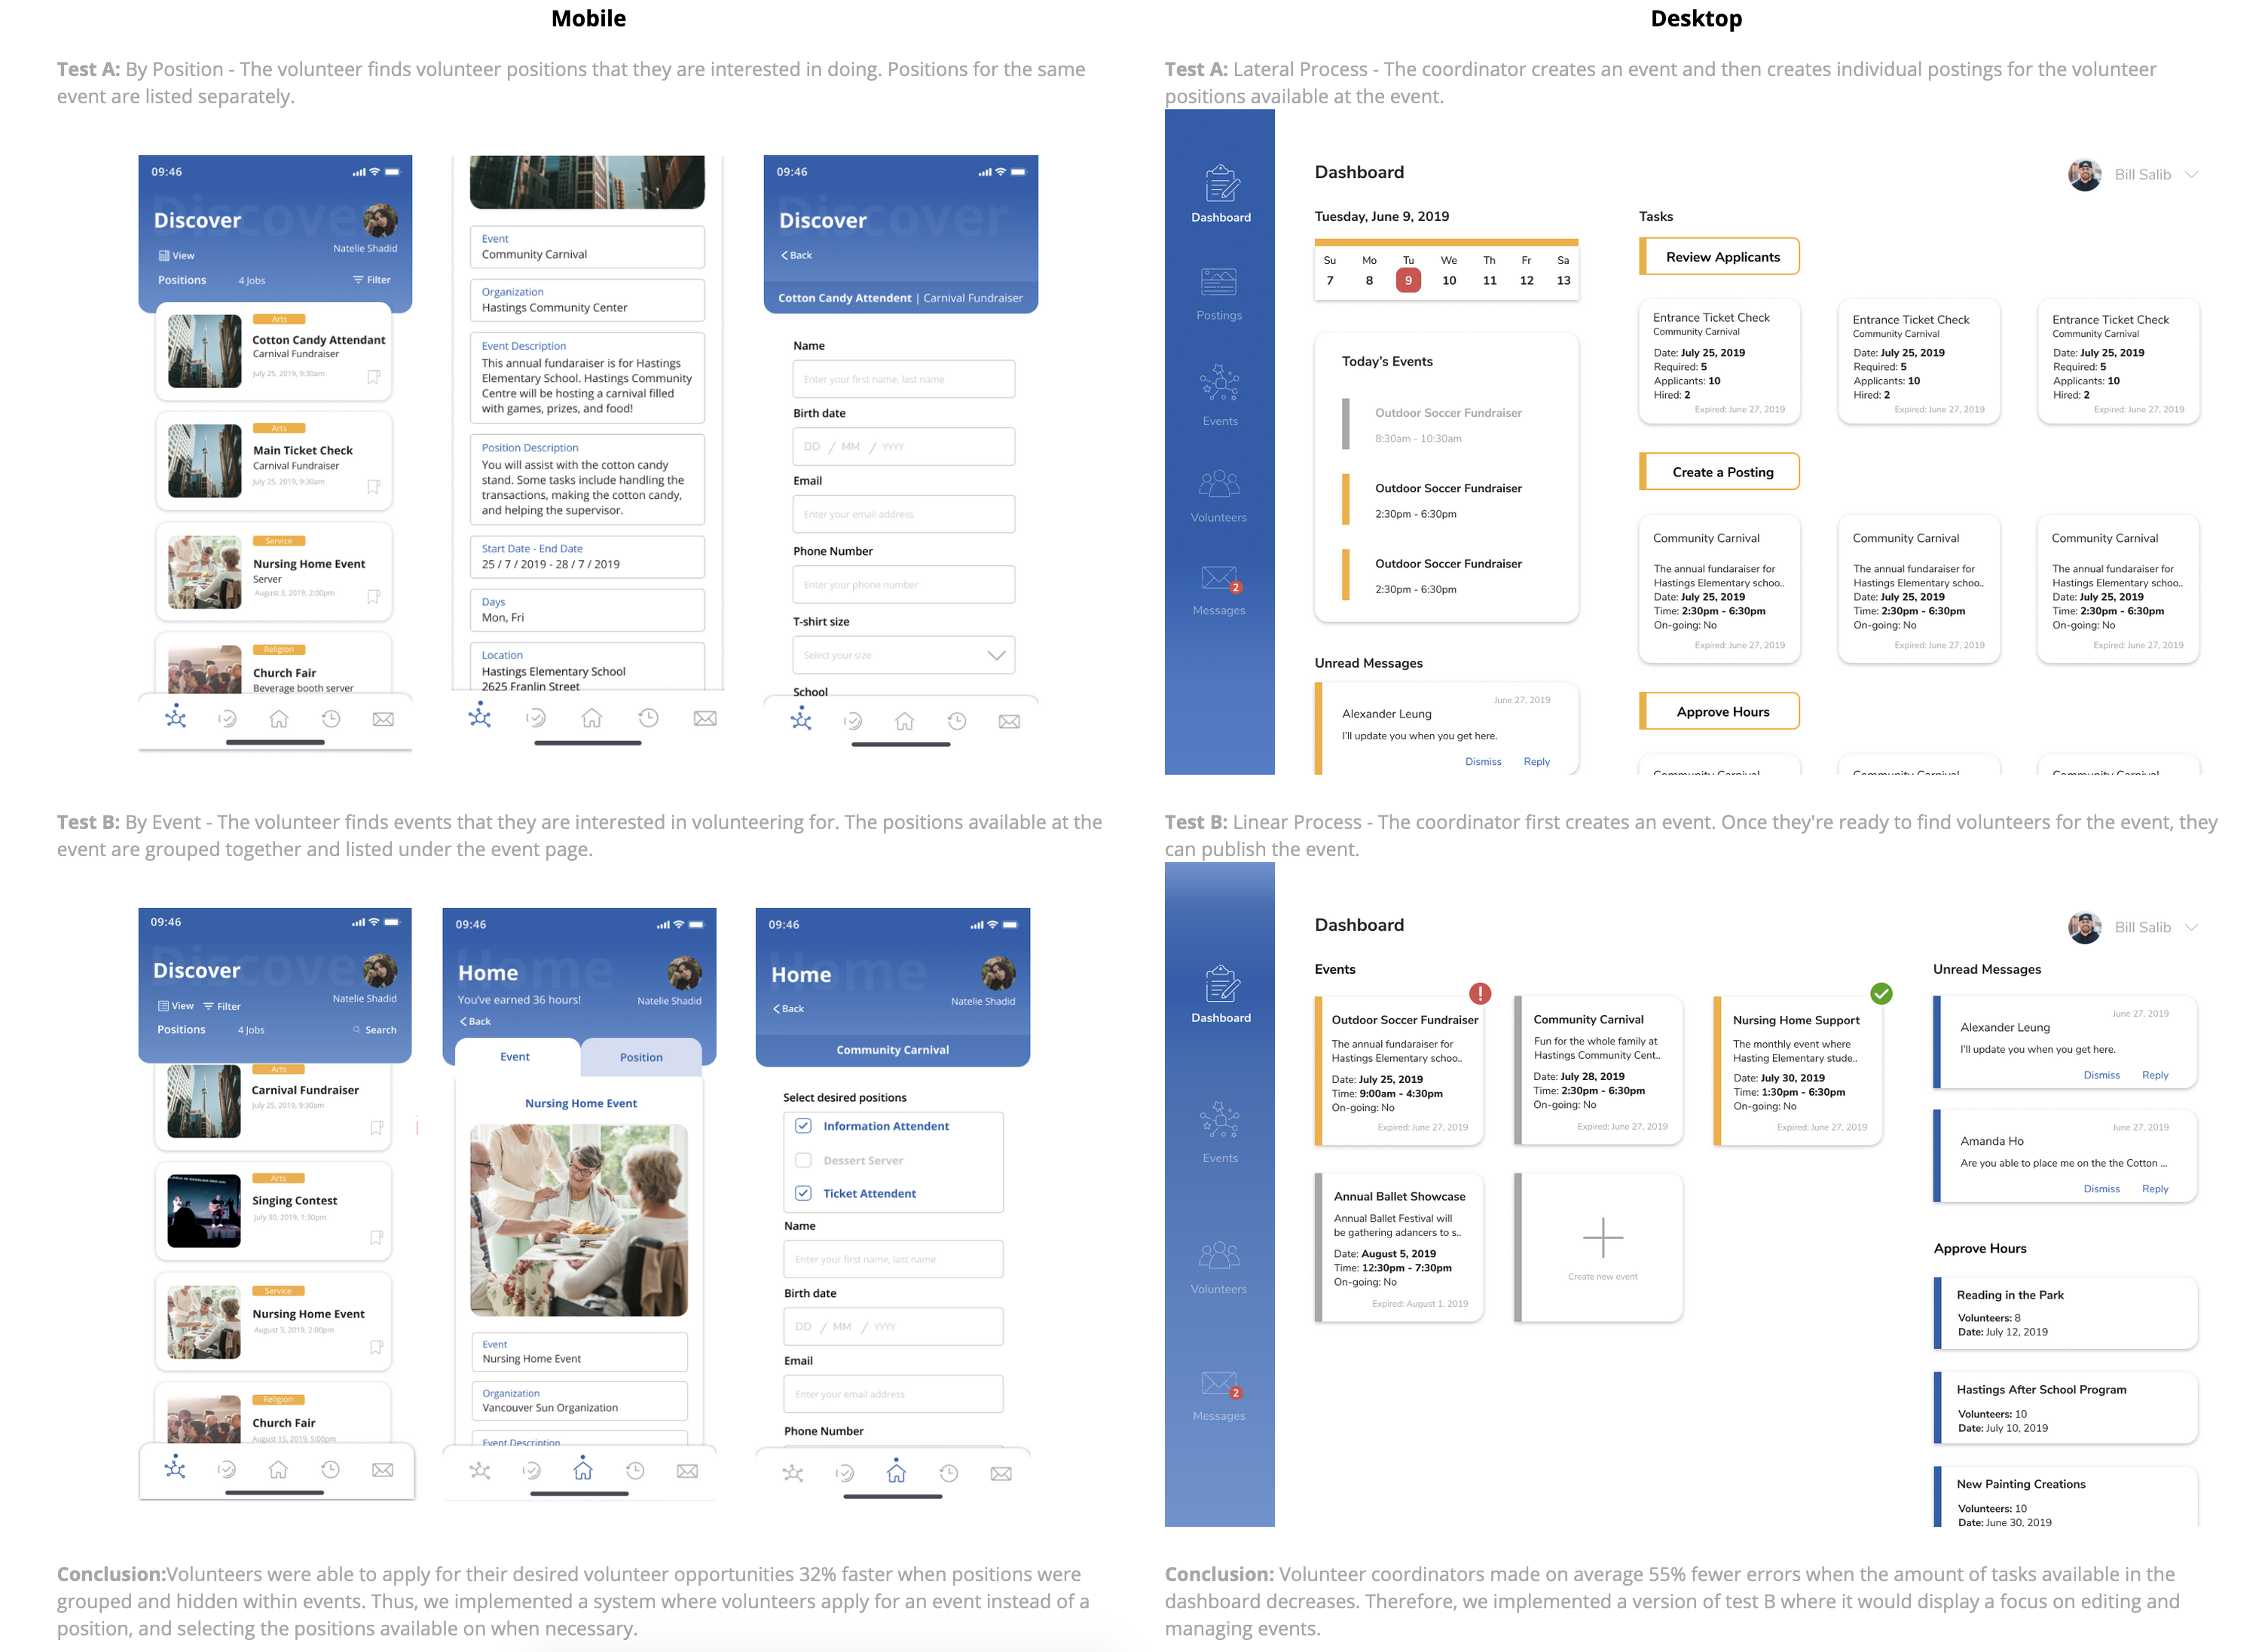 Mobile
Test A: By Position - The volunteer finds volunteer positions that they are interested in doing. Positions for the same
event are listed separately.
09:46
Discover
Discover
Natelie Shadid
View
Positions
4 Jobs
Filter
Arts
Cotton Candy Attendant
Carnival Fundraiser
July 25, 2019, 9:30am
Arts
Main Ticket Check
Carnival Fundraiser
July 25, 2019, 9:30am
Service
Nursing Home Event
Server
August 3, 2019, 2:00pm
Religion
Church Fair
Beverage booth server
Event
Community Carnival
Organization
Hastings Community Center
Event Description
This annual fundaraiser is for Hastings
Elementary School. Hastings Community
Centre will be hosting a carnival filled
with games, prizes, and food!
Position Description
You will assist with the cotton candy
stand. Some tasks include handling the
transactions, making the cotton candy,
and helping the supervisor.
Start Date - End Date
25 / 7 / 2019 - 28 / 7 / 2019
Days
Mon, Fri
Location
Hastings Elementary School
2625 Franlin Street
09:46
Discover
Discover
Back
Cotton Candy Attendent | Carnival Fundraiser
Name
Enter your first name, last name
Birth date
DD / MM / YYYY
Email
Enter your email address
Phone Number
Enter your phone number
T-shirt size
Select your size
School
Test B: By Event - The volunteer finds events that they are interested in volunteering for. The positions available at the
event are grouped together and listed under the event page.
09:46
Discover
Discover
Natelie Shadid
View
Filter
Positions
4 Jobs
Search
Arts
Carnival Fundraiser
July 25, 2019, 9:30am
Arts
Singing Contest
July 30, 2019, 1:30pm
Service
Nursing Home Event
August 3, 2019, 2:00pm
Religion
Church Fair
August 15, 2019, 5:00pm
09:46
Home
Home
You've earned 36 hours!
Natelie Shadid
Back
Event
Position
Nursing Home Event
Event
Nursing Home Event
Organization
Vancouver Sun Organization
Event Description
09:46
Home
Home
Back
Natelie Shadid
Community Carnival
Select desired positions
Information Attendent
Dessert Server
Ticket Attendent
Name
Enter your first name, last name
Birth date
DD / MM / YYYY
Email
Enter your email address
Phone Number
Conclusion:Volunteers were able to apply for their desired volunteer opportunities 32% faster when positions were
grouped and hidden within events. Thus, we implemented a system where volunteers apply for an event instead of a
position, and selecting the positions available on when necessary.
Desktop
Test A: Lateral Process - The coordinator creates an event and then creates individual postings for the volunteer
positions available at the event.
Dashboard
Postings
Events
Volunteers
2
Messages
Dashboard
Bill Salib
Tuesday, June 9, 2019
Su Mo Tu We Th Fr Sa
7 8 9 10 11 12 13
Today's Events
Outdoor Soccer Fundraiser
8:30am - 10:30am
Outdoor Soccer Fundraiser
2:30pm - 6:30pm
Outdoor Soccer Fundraiser
2:30pm - 6:30pm
Unread Messages
June 27, 2019
Alexander Leung
I'll update you when you get here.
Dismiss
Reply
Tasks
Review Applicants
Entrance Ticket Check
Community Carnival
Date: July 25, 2019
Required: 5
Applicants: 10
Hired: 2
Expired: June 27, 2019
Entrance Ticket Check
Community Carnival
Date: July 25, 2019
Required: 5
Applicants: 10
Hired: 2
Expired: June 27, 2019
Entrance Ticket Check
Community Carnival
Date: July 25, 2019
Required: 5
Applicants: 10
Hired: 2
Expired: June 27, 2019
Create a Posting
Community Carnival
The annual fundraiser for
Hastings Elementary schoo..
Date: July 25, 2019
Time: 2:30pm - 6:30pm
On-going: No
Expired: June 27, 2019
Community Carnival
The annual fundraiser for
Hastings Elementary schoo..
Date: July 25, 2019
Time: 2:30pm - 6:30pm
On-going: No
Expired: June 27, 2019
Community Carnival
The annual fundraiser for
Hastings Elementary schoo..
Date: July 25, 2019
Time: 2:30pm - 6:30pm
On-going: No
Expired: June 27, 2019
Approve Hours
Community Carnival
Community Carnival
Community Carnival
Test B: Linear Process - The coordinator first creates an event. Once they're ready to find volunteers for the event, they
can publish the event.
Dashboard
Events
Volunteers
2
Messages
Dashboard
Bill Salib
Events
!
Outdoor Soccer Fundraiser
The annual fundaraiser for
Hastings Elementary schoo..
Date: July 25, 2019
Time: 9:00am - 4:30pm
On-going: No
Expired: June 27, 2019
Community Carnival
Fun for the whole family at
Hastings Community Cent..
Date: July 28, 2019
Time: 2:30pm - 6:30pm
On-going: No
Expired: June 27, 2019
Nursing Home Support
The monthly event where
Hasting Elementary stude..
Date: July 30, 2019
Time: 1:30pm - 6:30pm
On-going: No
Expired: June 27, 2019
Annual Ballet Showcase
Annual Ballet Festival will
be gathering adancers to s..
Date: August 5, 2019
Time: 12:30pm - 7:30pm
On-going: No
Expired: August 1, 2019
Create new event
Unread Messages
June 27, 2019
Alexander Leung
I'll update you when you get here.
Dismiss
Reply
June 27, 2019
Amanda Ho
Are you able to place me on the the Cotton ...
Dismiss
Reply
Approve Hours
Reading in the Park
Volunteers: 8
Date: July 12, 2019
Hastings After School Program
Volunteers: 10
Date: July 10, 2019
New Painting Creations
Volunteers: 10
Date: June 30, 2019
Conclusion: Volunteer coordinators made on average 55% fewer errors when the amount of tasks available in the
dashboard decreases. Therefore, we implemented a version of test B where it would display a focus on editing and
managing events.